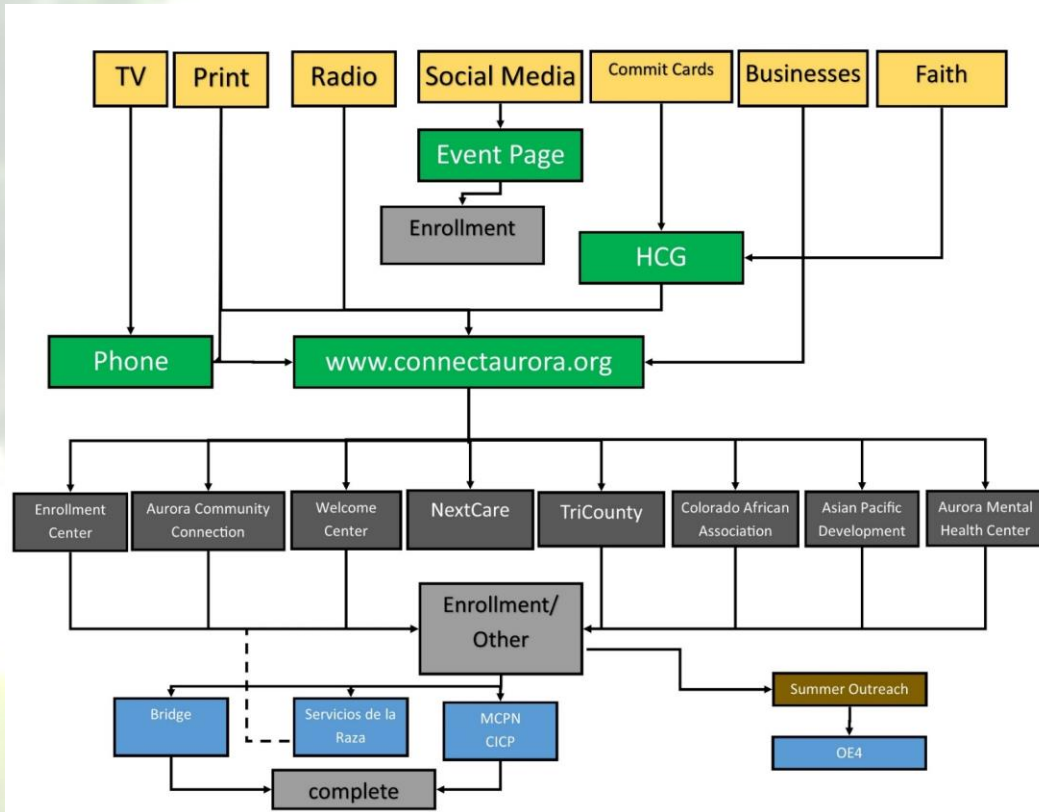 TV
Print
Radio
Social Media
Commit Cards
Businesses
Faith
Event Page
Enrollment
HCG
Phone
www.connectaurora.org
Enrollment
Center
Aurora Community
Connection
Welcome
Center
NextCare
TriCounty
Colorado African
Association
Asian Pacific
Development
Aurora Mental
Health Center
Enrollment/
Other
Summer Outreach
Bridge
Servicios de la
Raza
MCPN
CICP
OE4
complete